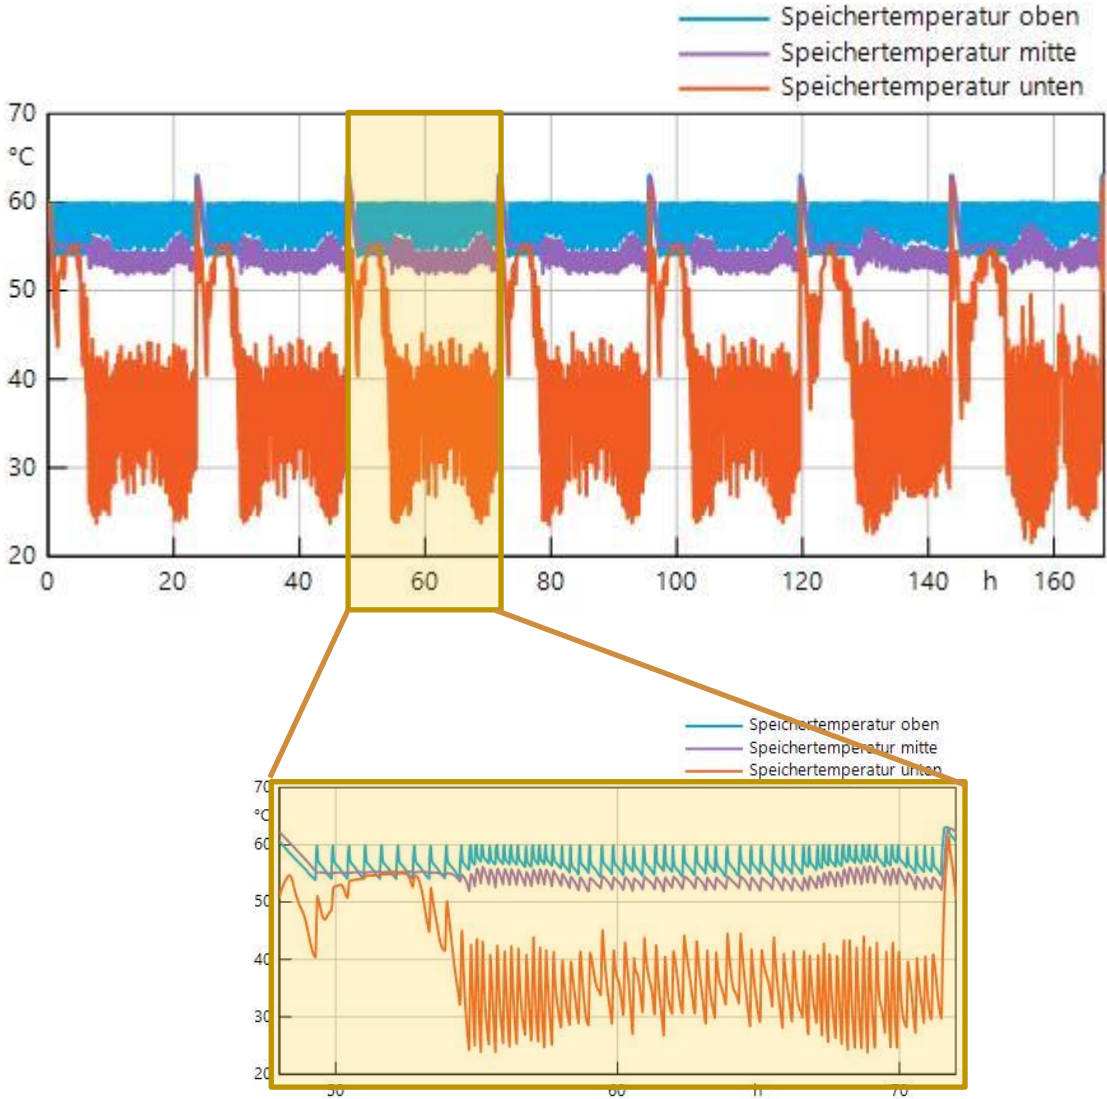 Speichertemperatur oben
Speichertemperatur mitte
Speichertemperatur unten
70
°C
60
50
40
30
20
0 20 40 60 80 100 120 140 h 160
Speichertemperatur oben
Speichertemperatur mitte
Speichertemperatur unten
70
°C
60
50
40
30
20
50 60 h 70